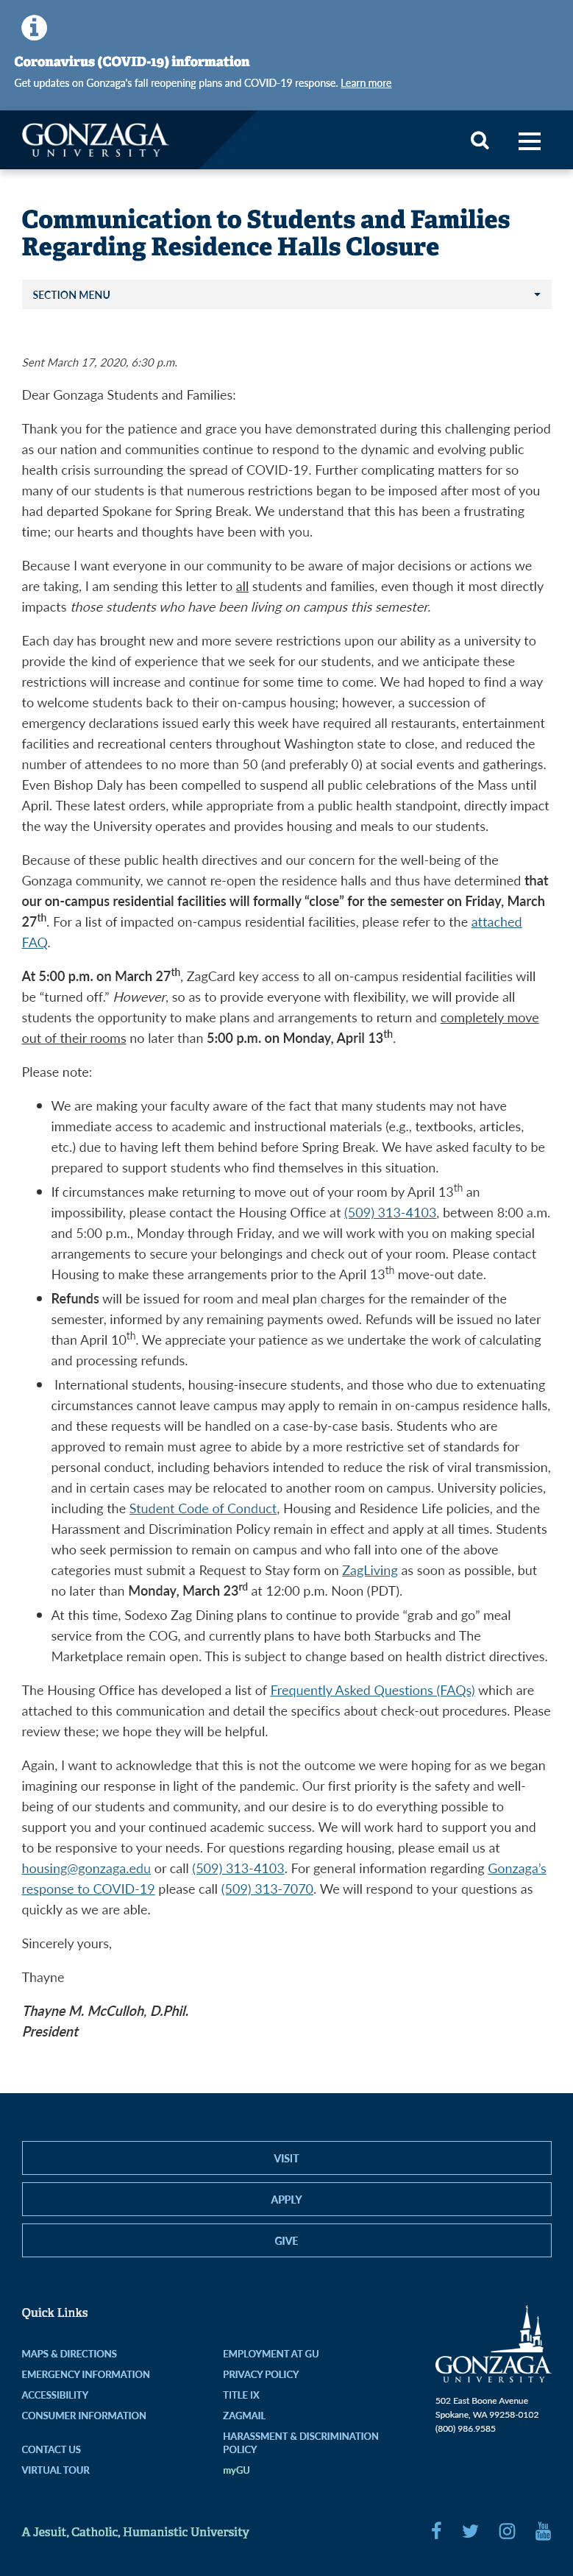 Coronavirus (COVID-19) information
Get updates on Gonzaga's fall reopening plans and COVID-19 response. Learn more
GONZAGA
UNIVERSITY
Communication to Students and Families
Regarding Residence Halls Closure
SECTION MENU
Sent March 17, 2020, 6:30 p.m.
Dear Gonzaga Students and Families:
Thank you for the patience and grace you have demonstrated during this challenging period
as our nation and communities continue to respond to the dynamic and evolving public
health crisis surrounding the spread of COVID-19. Further complicating matters for so
many of our students is that numerous restrictions began to be imposed after most of you
had departed Spokane for Spring Break. We understand that this has been a frustrating
time; our hearts and thoughts have been with you.
Because I want everyone in our community to be aware of major decisions or actions we
are taking, I am sending this letter to all students and families, even though it most directly
impacts those students who have been living on campus this semester.
Each day has brought new and more severe restrictions upon our ability as a university to
provide the kind of experience that we seek for our students, and we anticipate these
restrictions will increase and continue for some time to come. We had hoped to find a way
to welcome students back to their on-campus housing; however, a succession of
emergency declarations issued early this week have required all restaurants, entertainment
facilities and recreational centers throughout Washington state to close, and reduced the
number of attendees to no more than 50 (and preferably 0) at social events and gatherings.
Even Bishop Daly has been compelled to suspend all public celebrations of the Mass until
April. These latest orders, while appropriate from a public health standpoint, directly impact
the way the University operates and provides housing and meals to our students.
Because of these public health directives and our concern for the well-being of the
Gonzaga community, we cannot re-open the residence halls and thus have determined that
our on-campus residential facilities will formally “close” for the semester on Friday, March
27th. For a list of impacted on-campus residential facilities, please refer to the attached
FAQ.
At 5:00 p.m. on March 27th, ZagCard key access to all on-campus residential facilities will
be “turned off.” However, so as to provide everyone with flexibility, we will provide all
students the opportunity to make plans and arrangements to return and completely move
out of their rooms no later than 5:00 p.m. on Monday, April 13th.
Please note:
• We are making your faculty aware of the fact that many students may not have
immediate access to academic and instructional materials (e.g., textbooks, articles,
etc.) due to having left them behind before Spring Break. We have asked faculty to be
prepared to support students who find themselves in this situation.
• If circumstances make returning to move out of your room by April 13th an
impossibility, please contact the Housing Office at (509) 313-4103, between 8:00 a.m.
and 5:00 p.m., Monday through Friday, and we will work with you on making special
arrangements to secure your belongings and check out of your room. Please contact
Housing to make these arrangements prior to the April 13th move-out date.
• Refunds will be issued for room and meal plan charges for the remainder of the
semester, informed by any remaining payments owed. Refunds will be issued no later
than April 10th. We appreciate your patience as we undertake the work of calculating
and processing refunds.
• International students, housing-insecure students, and those who due to extenuating
circumstances cannot leave campus may apply to remain in on-campus residence halls,
and these requests will be handled on a case-by-case basis. Students who are
approved to remain must agree to abide by a more restrictive set of standards for
personal conduct, including behaviors intended to reduce the risk of viral transmission,
and in certain cases may be relocated to another room on campus. University policies,
including the Student Code of Conduct, Housing and Residence Life policies, and the
Harassment and Discrimination Policy remain in effect and apply at all times. Students
who seek permission to remain on campus and who fall into one of the above
categories must submit a Request to Stay form on ZagLiving as soon as possible, but
no later than Monday, March 23rd at 12:00 p.m. Noon (PDT).
• At this time, Sodexo Zag Dining plans to continue to provide “grab and go” meal
service from the COG, and currently plans to have both Starbucks and The
Marketplace remain open. This is subject to change based on health district directives.
The Housing Office has developed a list of Frequently Asked Questions (FAQs) which are
attached to this communication and detail the specifics about check-out procedures. Please
review these; we hope they will be helpful.
Again, I want to acknowledge that this is not the outcome we were hoping for as we began
imagining our response in light of the pandemic. Our first priority is the safety and well-
being of our students and community, and our desire is to do everything possible to
support you and your continued academic success. We will work hard to support you and
to be responsive to your needs. For questions regarding housing, please email us at
housing@gonzaga.edu or call (509) 313-4103. For general information regarding Gonzaga’s
response to COVID-19 please call (509) 313-7070. We will respond to your questions as
quickly as we are able.
Sincerely yours,
Thayne
Thayne M. McCulloh, D.Phil.
President
VISIT
APPLY
GIVE
Quick Links
MAPS & DIRECTIONS
EMERGENCY INFORMATION
ACCESSIBILITY
CONSUMER INFORMATION
CONTACT US
VIRTUAL TOUR
EMPLOYMENT AT GU
PRIVACY POLICY
TITLE IX
ZAGMAIL
HARASSMENT & DISCRIMINATION
POLICY
myGU
GONZAGA
UNIVERSITY
502 East Boone Avenue
Spokane, WA 99258-0102
(800) 986.9585
A Jesuit, Catholic, Humanistic University
You
Tube